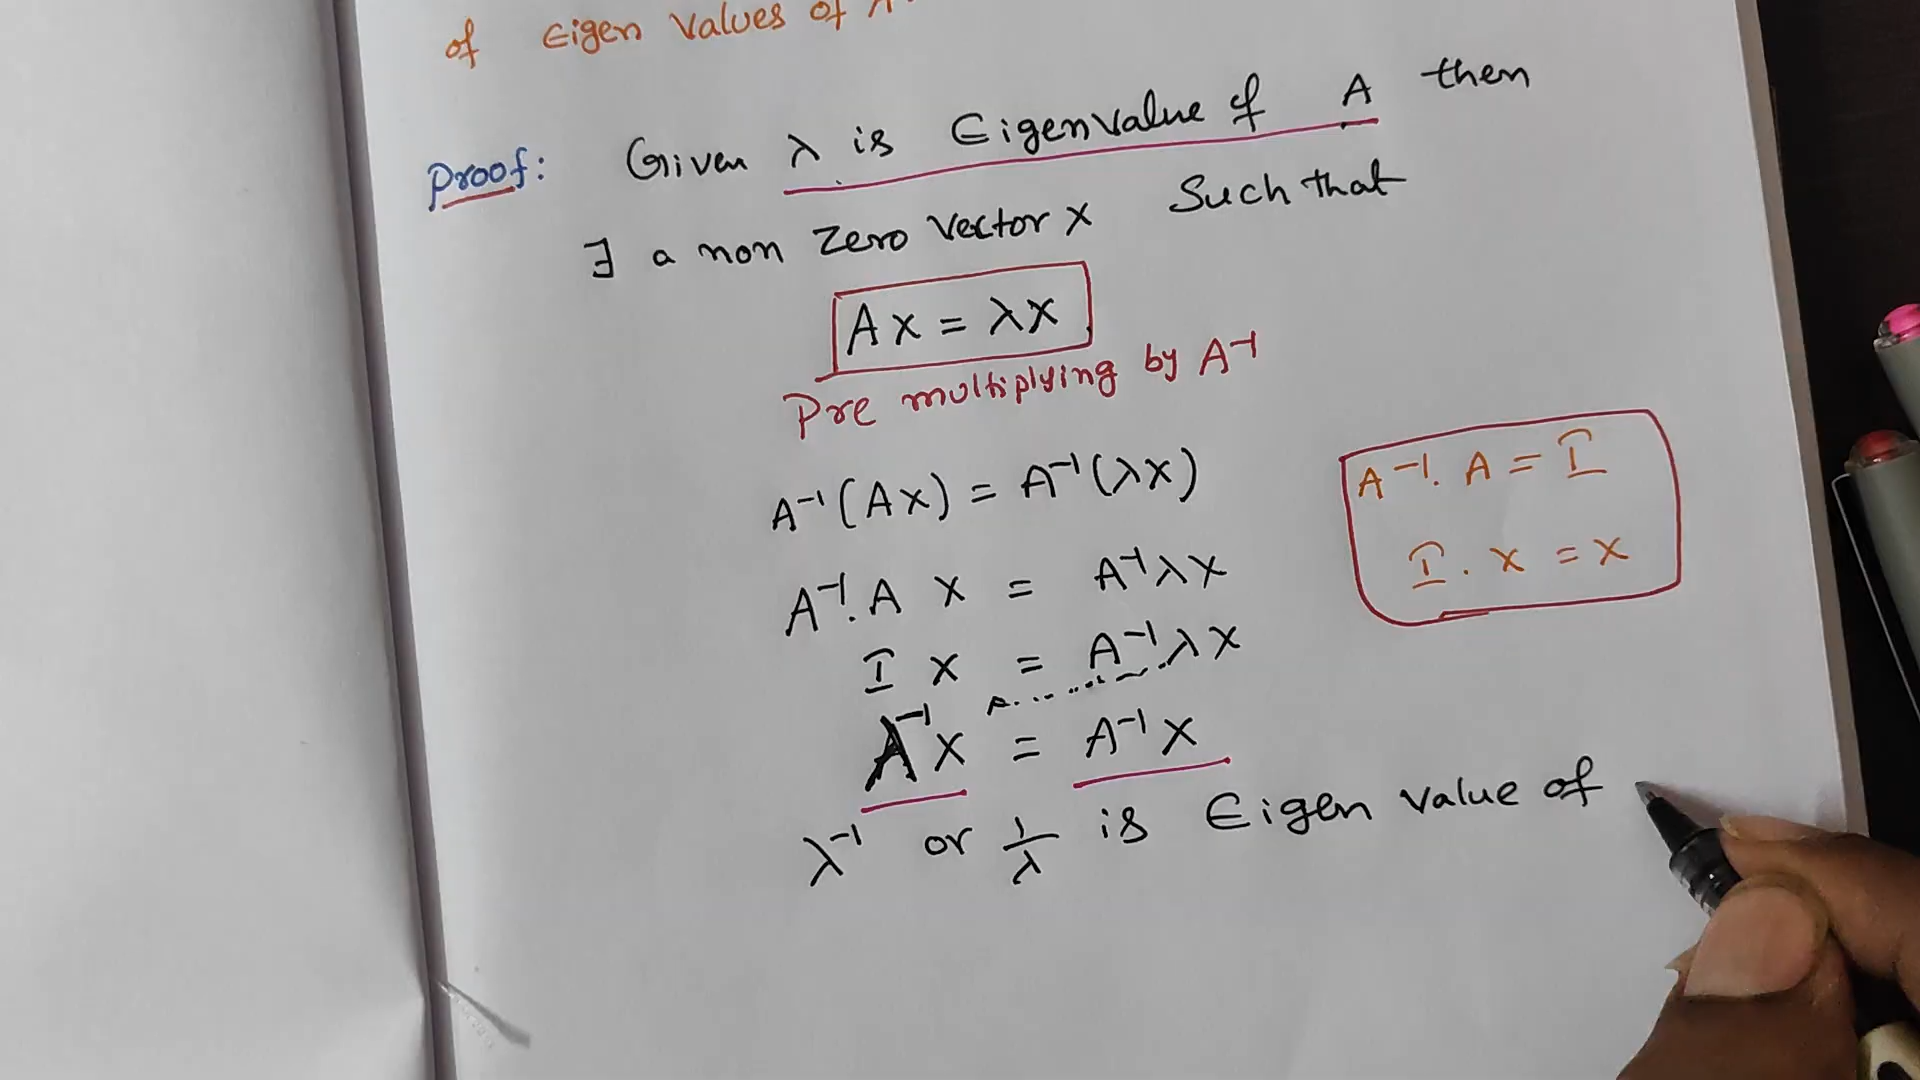 of Eigen Values of A
Proof: Given λ is Eigenvalue of A then
∃ a non zero vector X Such that
AX = λX
Pre multiplying by A⁻¹
A⁻¹(AX) = A⁻¹(λX)
A⁻¹. A X = A⁻¹λX
I X = A⁻¹λX
X = A⁻¹X
λ⁻¹ or 1/λ is Eigen value of
A⁻¹. A = I
I. X = X